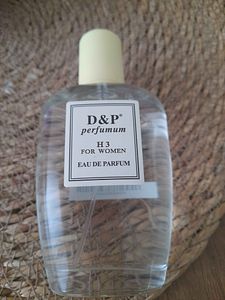 D&P®
perfumum
H 3
FOR WOMEN
EAU DE PARFUM